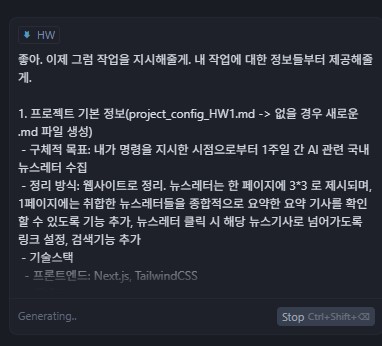 HW
좋아. 이제 그럼 작업을 지시해줄게. 내 작업에 대한 정보들부터 제공해줄
게.
1. 프로젝트 기본 정보(project_config_HW1.md -> 없을 경우 새로운
.md 파일 생성)
- 구체적 목표: 내가 명령을 지시한 시점으로부터 1주일 간 AI 관련 국내
뉴스레터 수집
- 정리 방식: 웹사이트로 정리. 뉴스레터는 한 페이지에 3*3 로 제시되며,
1페이지에는 취합한 뉴스레터들을 종합적으로 요약한 요약 기사를 확인
할 수 있도록 기능 추가, 뉴스레터 클릭 시 해당 뉴스기사로 넘어가도록
링크 설정, 검색기능 추가
- 기술스택
- 프론트엔드: Next.js, TailwindCSS
Generating..
Stop Ctrl+Shift+⌫